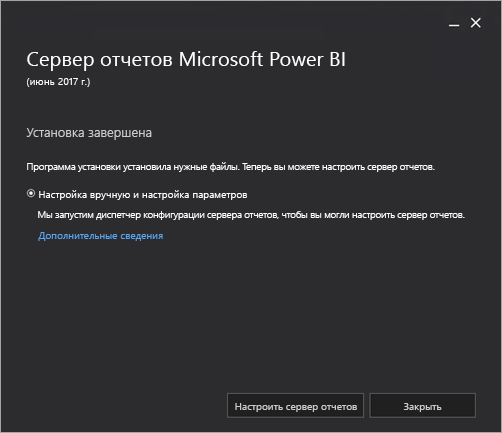 Сервер отчетов Microsoft Power BI
(июнь 2017 г.)
Установка завершена
Программа установки установила нужные файлы. Теперь вы можете настроить сервер отчетов.
Настройка вручную и настройка параметров
Мы запустим диспетчер конфигурации сервера отчетов, чтобы вы могли настроить сервер отчетов.
Дополнительные сведения
Настроить сервер отчетов
Закрыть